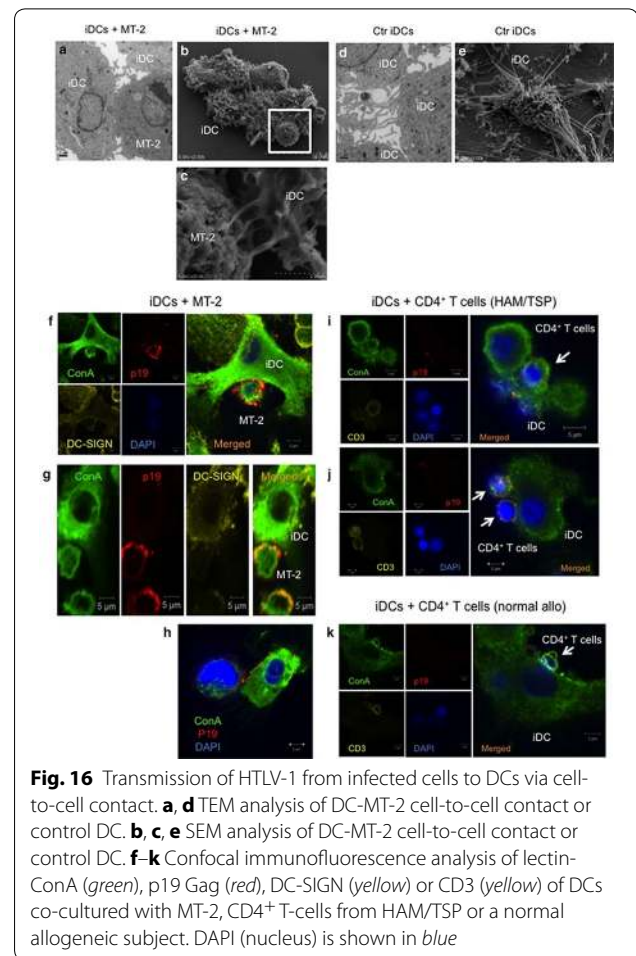 iDCs + MT-2
iDCs + MT-2
Ctr iDCs
Ctr iDCs
a
iDC
iDC
MT-2
b
iDC
d
iDC
iDC
iDC
e
iDC
c
iDC
MT-2
iDCs + MT-2
f
ConA
p19
DC-SIGN
DAPI
iDC
MT-2
Merged
g
ConA
p19
DC-SIGN
Merged
iDC
MT-2
5 µm
5 µm
5 µm
5 µm
h
ConA
P19
DAPI
iDCs + CD4⁺ T cells (HAM/TSP)
i
ConA
p19
CD3
DAPI
CD4⁺ T cells
iDC
Merged
5 µm
j
ConA
p19
CD3
DAPI
CD4⁺ T cells
iDC
Merged
iDCs + CD4⁺ T cells (normal allo)
k
ConA
p19
CD3
DAPI
CD4⁺ T cells
iDC
Merged
Fig. 16 Transmission of HTLV-1 from infected cells to DCs via cell-
to-cell contact. a, d TEM analysis of DC-MT-2 cell-to-cell contact or
control DC. b, c, e SEM analysis of DC-MT-2 cell-to-cell contact or
control DC. f–k Confocal immunofluorescence analysis of lectin-
ConA (green), p19 Gag (red), DC-SIGN (yellow) or CD3 (yellow) of DCs
co-cultured with MT-2, CD4+ T-cells from HAM/TSP or a normal
allogeneic subject. DAPI (nucleus) is shown in blue